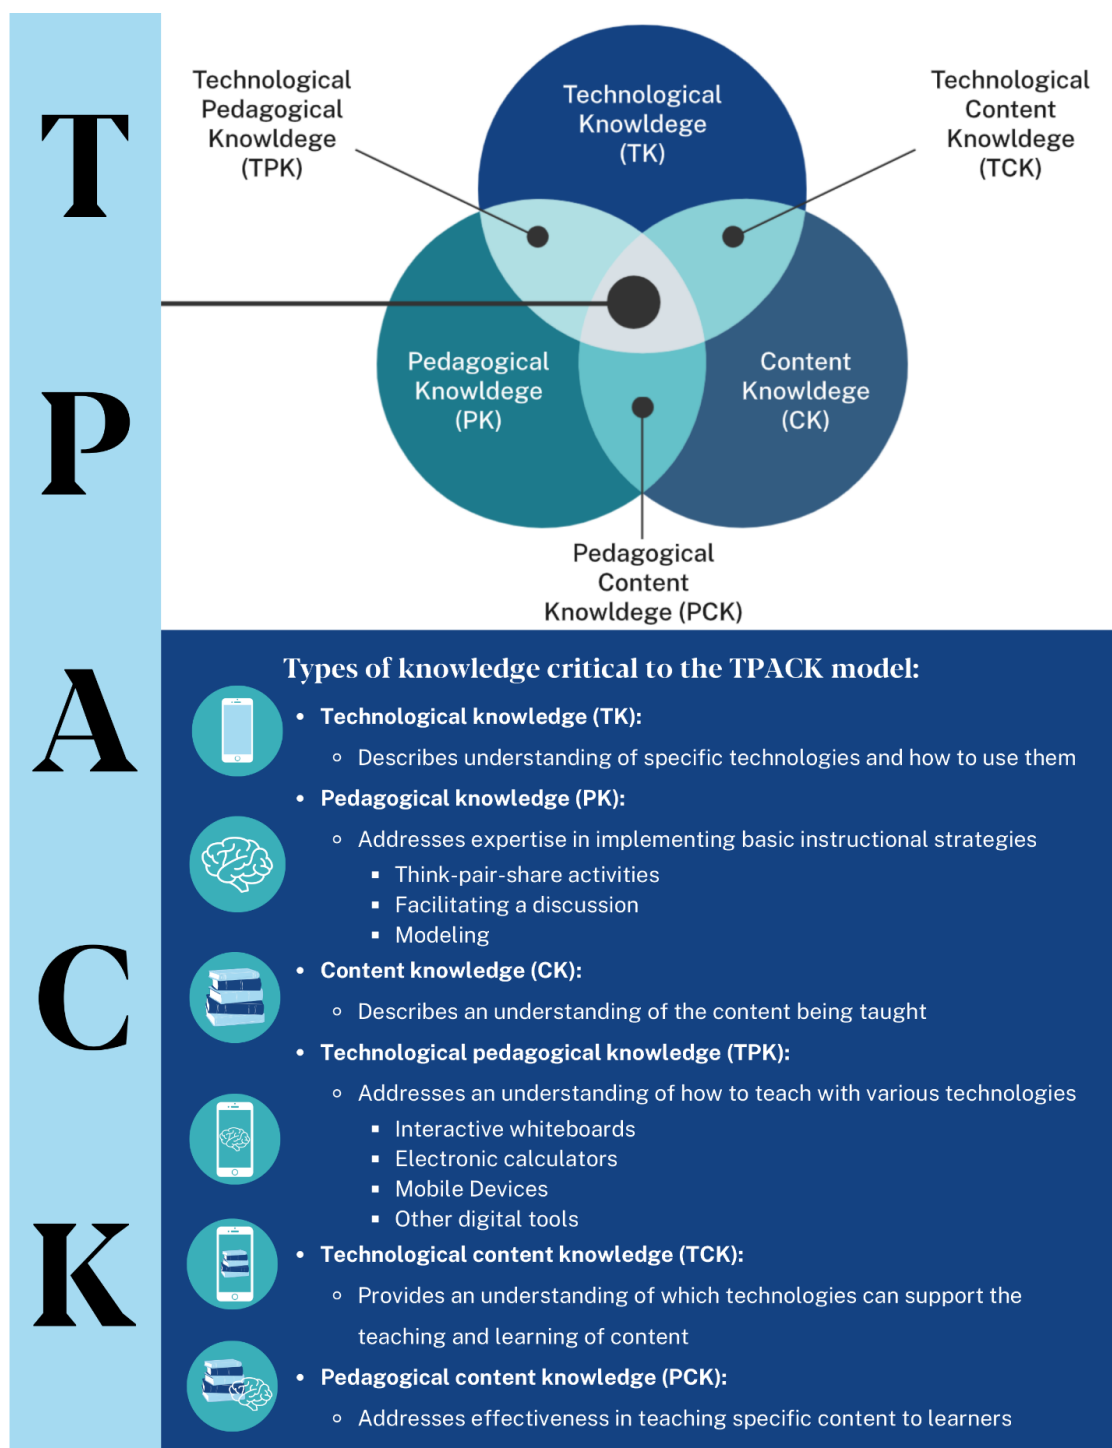 T
P
A
C
K
Technological
Pedagogical
Knowldege
(TPK)
Technological
Knowldege
(TK)
Technological
Content
Knowldege
(TCK)
Pedagogical
Knowldege
(PK)
Content
Knowldege
(CK)
Pedagogical
Content
Knowldege (PCK)
Types of knowledge critical to the TPACK model:
• Technological knowledge (TK):
◦ Describes understanding of specific technologies and how to use them
• Pedagogical knowledge (PK):
◦ Addresses expertise in implementing basic instructional strategies
▪ Think-pair-share activities
▪ Facilitating a discussion
▪ Modeling
• Content knowledge (CK):
◦ Describes an understanding of the content being taught
• Technological pedagogical knowledge (TPK):
◦ Addresses an understanding of how to teach with various technologies
▪ Interactive whiteboards
▪ Electronic calculators
▪ Mobile Devices
▪ Other digital tools
• Technological content knowledge (TCK):
◦ Provides an understanding of which technologies can support the
teaching and learning of content
• Pedagogical content knowledge (PCK):
◦ Addresses effectiveness in teaching specific content to learners